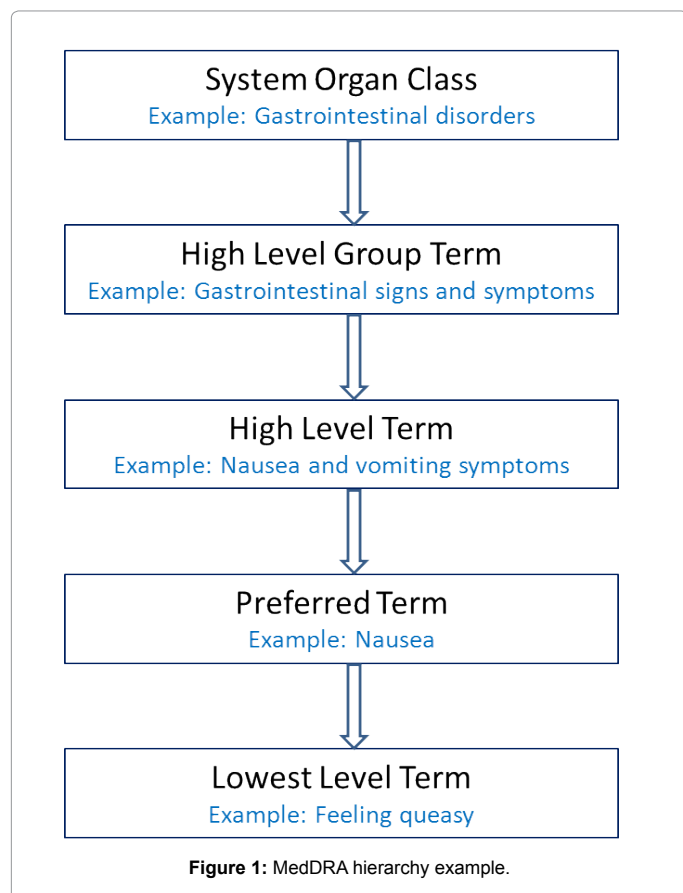 System Organ Class
Example: Gastrointestinal disorders
High Level Group Term
Example: Gastrointestinal signs and symptoms
High Level Term
Example: Nausea and vomiting symptoms
Preferred Term
Example: Nausea
Lowest Level Term
Example: Feeling queasy
Figure 1: MedDRA hierarchy example.